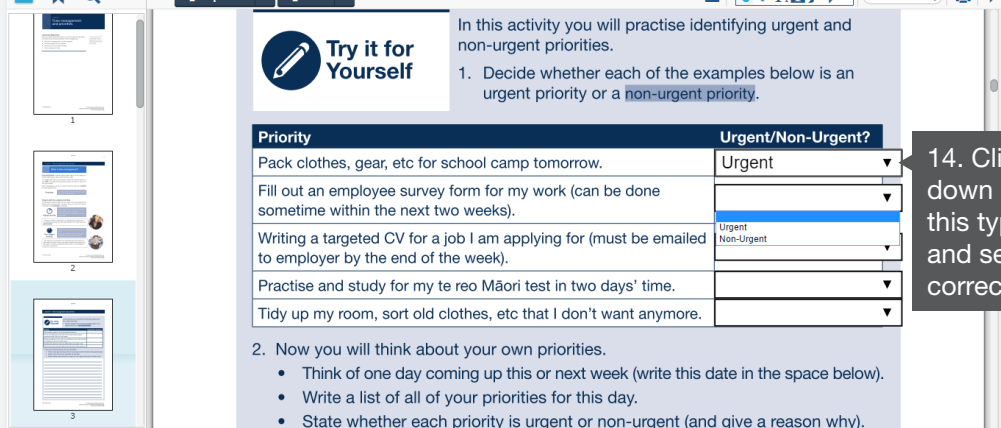 In this activity you will practise identifying urgent and
non-urgent priorities.
Try it for
Yourself
1. Decide whether each of the examples below is an
urgent priority or a non-urgent priority.
Priority Urgent/Non-Urgent?
Pack clothes, gear, etc for school camp tomorrow. Urgent
Fill out an employee survey form for my work (can be done
sometime within the next two weeks).
Urgent
Non-Urgent
Writing a targeted CV for a job I am applying for (must be emailed
to employer by the end of the week).
Practise and study for my te reo Māori test in two days' time.
Tidy up my room, sort old clothes, etc that I don't want anymore.
2. Now you will think about your own priorities.
• Think of one day coming up this or next week (write this date in the space below).
• Write a list of all of your priorities for this day.
• State whether each priority is urgent or non-urgent (and give a reason why).
14. Cli
down
this ty
and se
correc
1
2
3